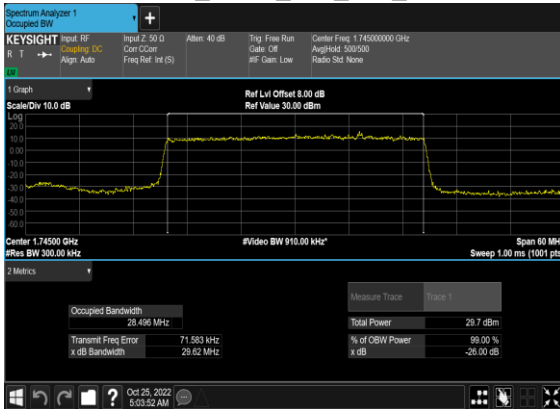 Spectrum Analyzer 1
Occupied BW
KEYSIGHT
R T
LW
Input: RF
Coupling: DC
Align: Auto
Input Z: 50 Ω
Corr CCorr
Freq Ref: Int (S)
Atten: 40 dB
Trig: Free Run
Gate: Off
#IF Gain: Low
Center Freq: 1.745000000 GHz
Avg|Hold: 500/500
Radio Std: None
1 Graph
Scale/Div 10.0 dB
Ref Lvl Offset 8.00 dB
Ref Value 30.00 dBm
Log
20.0
10.0
0.00
-10.0
-20.0
-30.0
-40.0
-50.0
-60.0
Center 1.74500 GHz
#Res BW 300.00 kHz
#Video BW 910.00 kHz*
Span 60 MH
Sweep 1.00 ms (1001 pts
2 Metrics
Measure Trace Trace 1
Occupied Bandwidth
28.496 MHz
Total Power 29.7 dBm
Transmit Freq Error 71.583 kHz
% of OBW Power 99.00 %
x dB Bandwidth 29.62 MHz
x dB -26.00 dB
Oct 25, 2022
5:03:52 AM